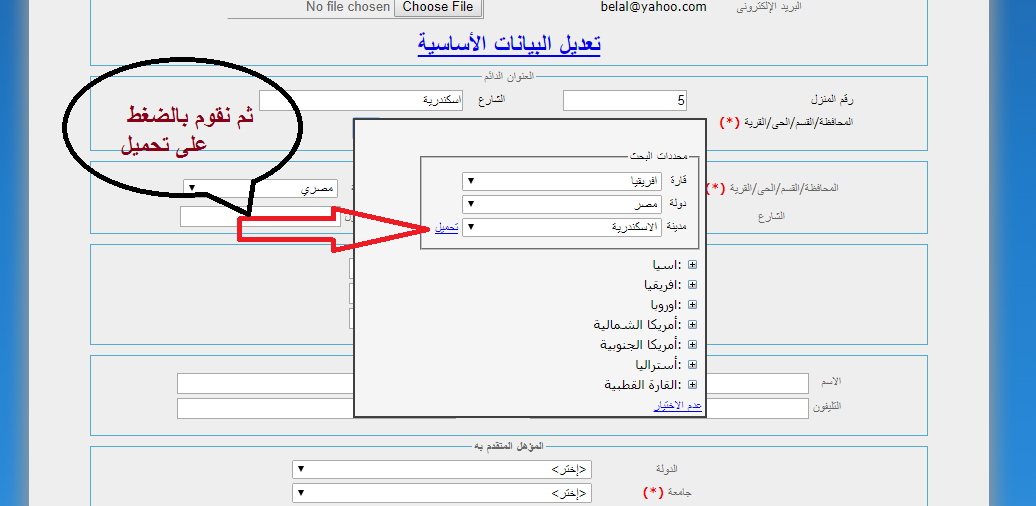 البريد الإلكترونى belal@yahoo.com Choose File No file chosen
تعديل البيانات الأساسية
العنوان الدائم
رقم المنزل 5 الشارع اسكندرية
المحافظة/القسم/الحى/القرية (*)
ثم نقوم بالضغط
على تحميل
محددات البحث
قارة افريقيا
دولة مصر
مدينة الاسكندرية تحميل
المحافظة/القسم/الحى/القرية (*) مصري
الشارع
اسيا:
افريقيا:
اوروبا:
أمريكا الشمالية:
أمريكا الجنوبية:
أستراليا:
القارة القطبية:
عدم الاختيار
الاسم
التليفون
المؤهل المتقدم به
الدولة <إختر>
جامعة (*) <إختر>